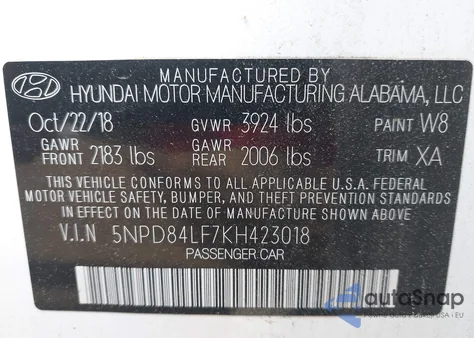 MANUFACTURED BY
HYUNDAI MOTOR MANUFACTURING ALABAMA, LLC
Oct/22/18 GVWR 3924 lbs PAINT W8
GAWR FRONT 2183 lbs GAWR REAR 2006 lbs TRIM XA
THIS VEHICLE CONFORMS TO ALL APPLICABLE U.S.A. FEDERAL
MOTOR VEHICLE SAFETY, BUMPER, AND THEFT PREVENTION
STANDARDS IN EFFECT ON THE DATE OF MANUFACTURE
SHOWN ABOVE.
V.I.N 5NPD84LF7KH423018
PASSENGER CAR
autoSnap